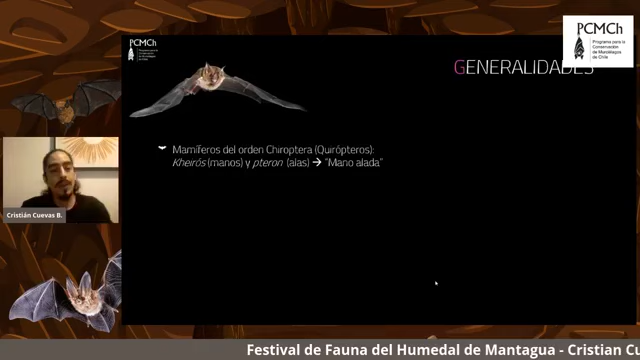 PCMCh
Programa para la
Conservación
de Murciélagos
de Chile
PCMCh
GENERALIDADES
Mamíferos del orden Chiroptera (Quirópteros):
Kheirós (manos) y pteron (alas) → “Mano alada”
Cristián Cuevas B.
Festival de Fauna del Humedal de Mantagua - Cristian Cu